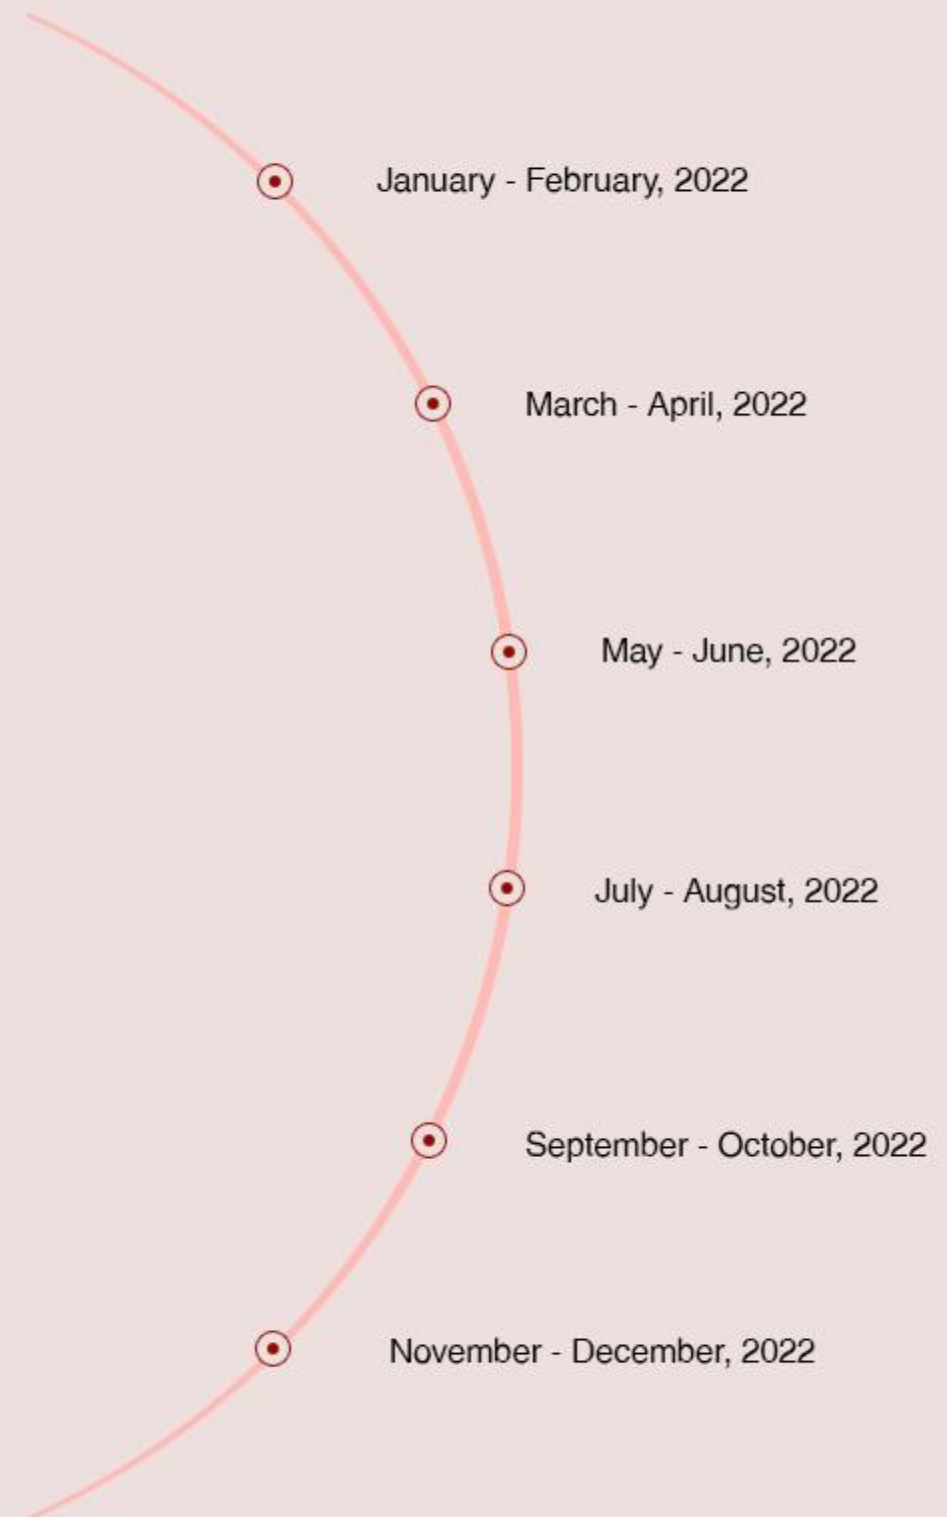 January - February, 2022
March - April, 2022
May - June, 2022
July - August, 2022
September - October, 2022
November - December, 2022